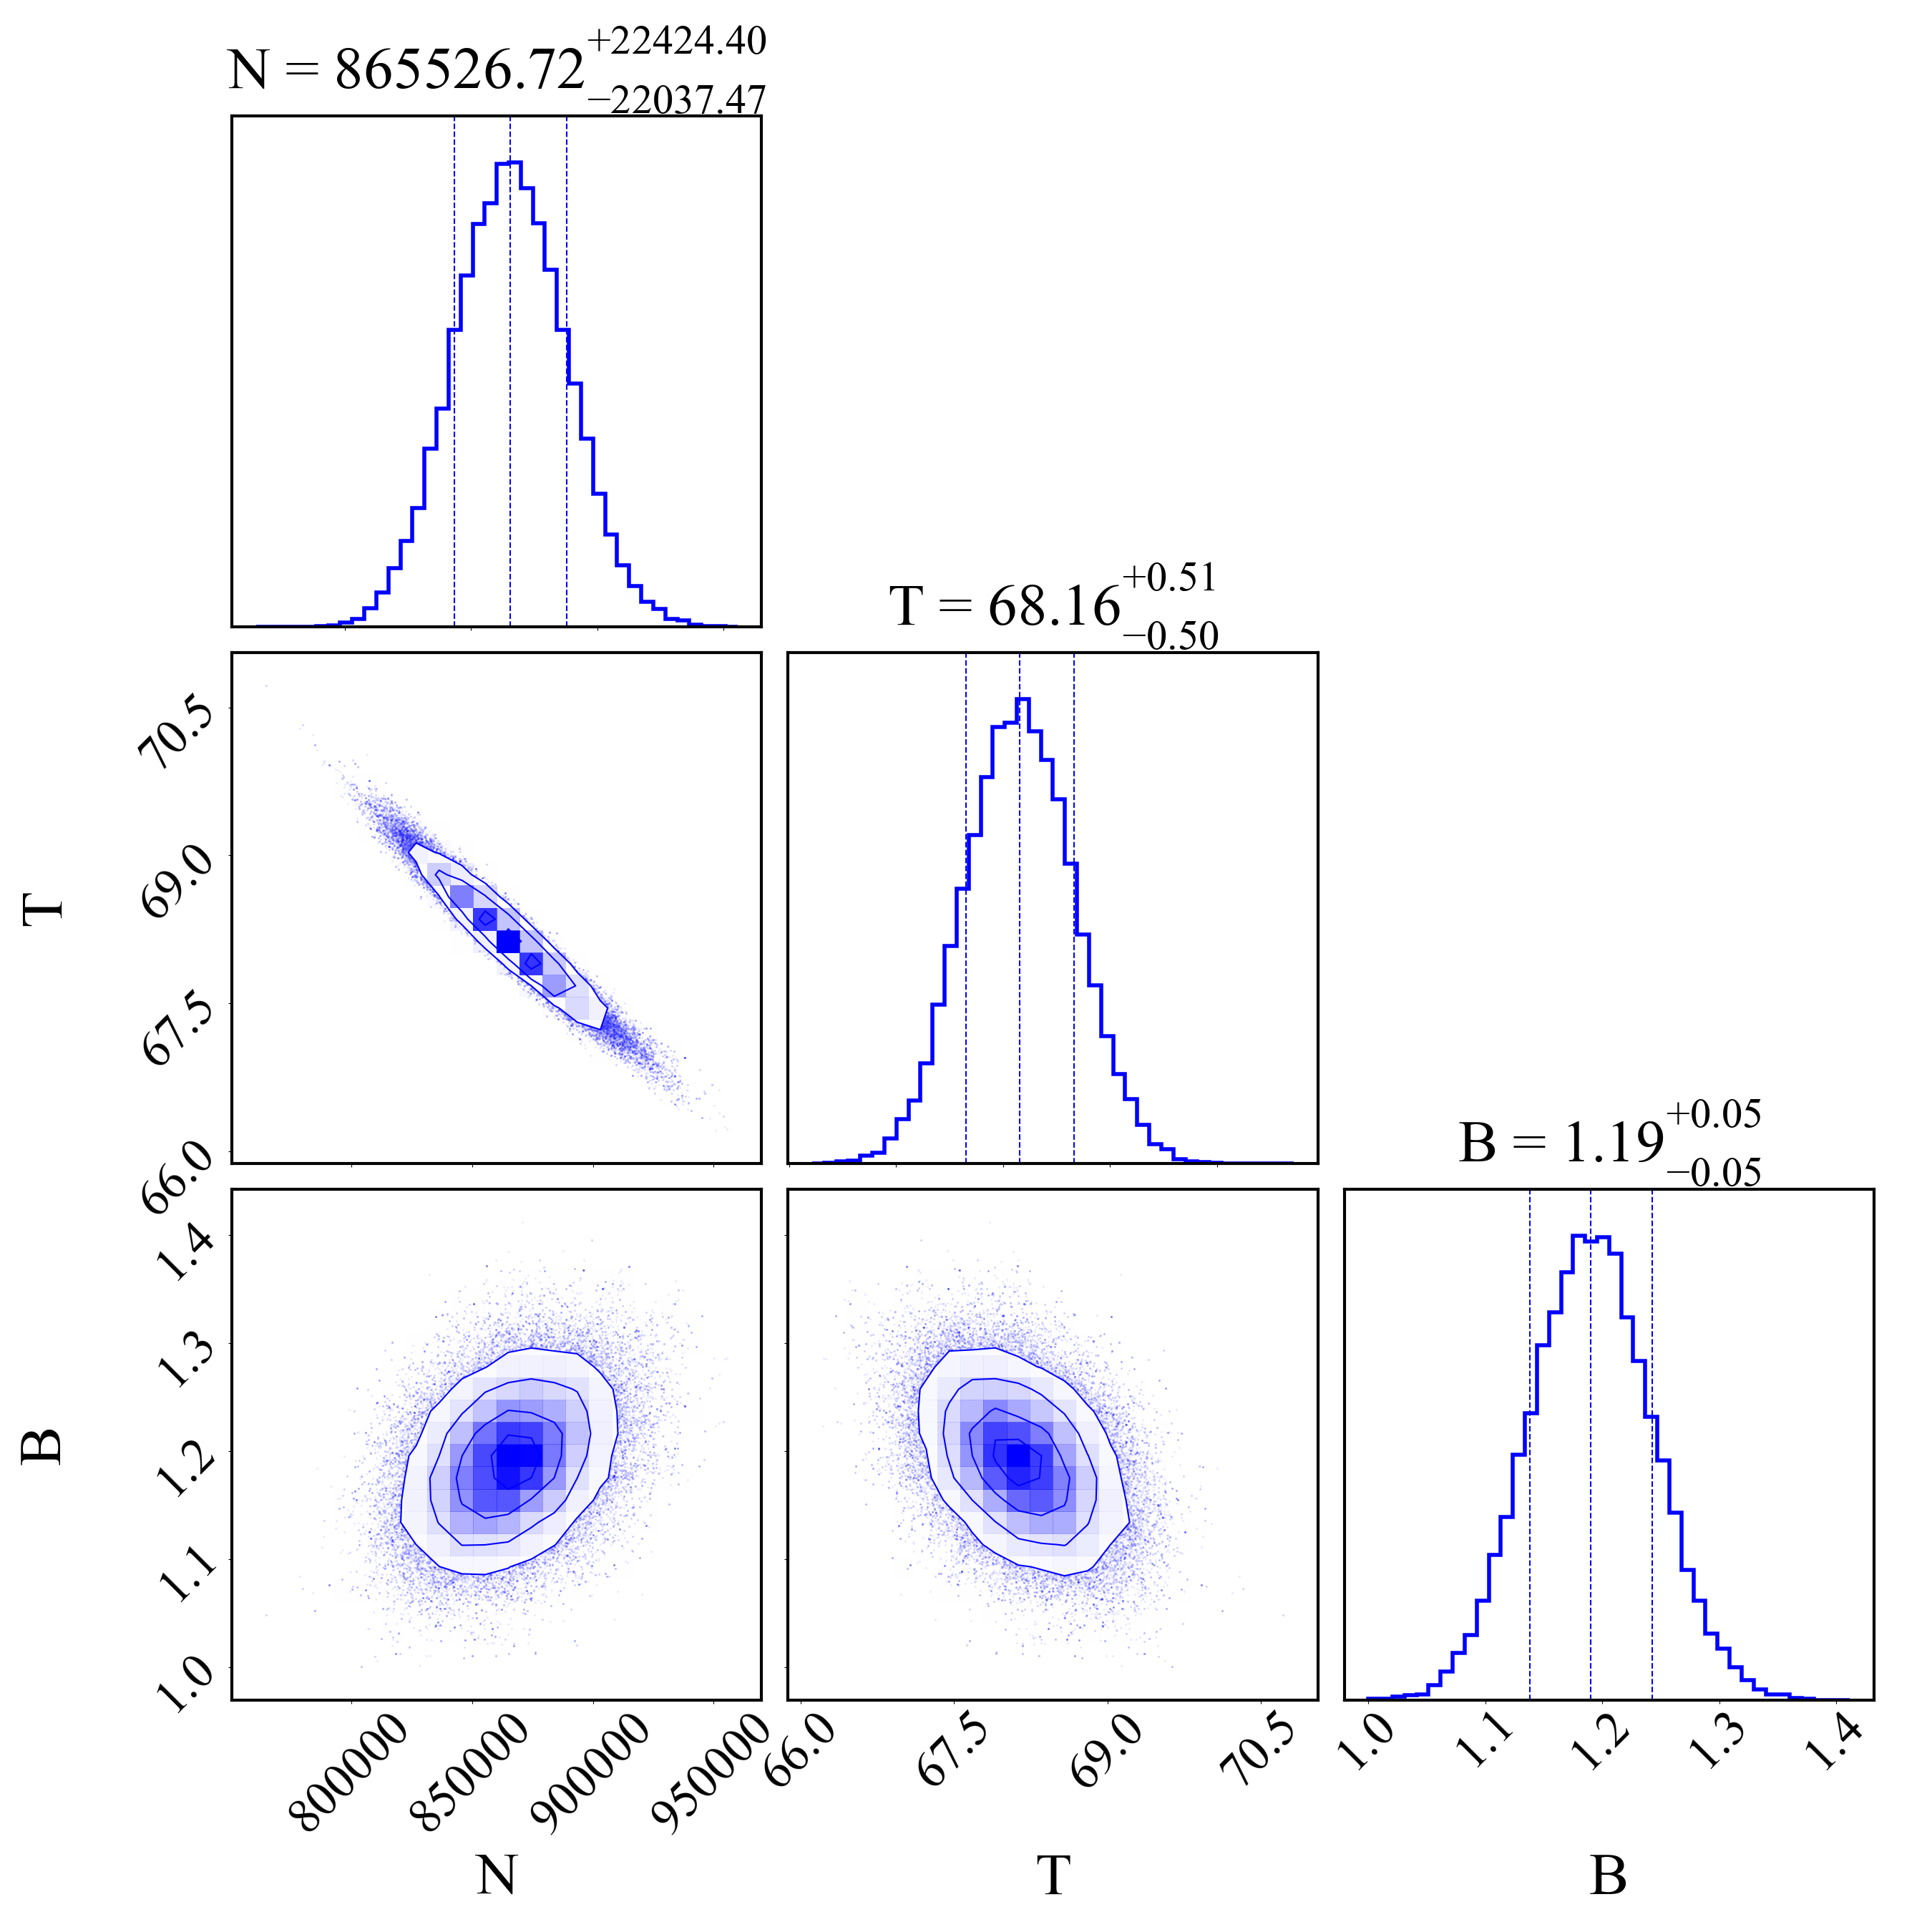 N = 865526.72 +22424.40 −22037.47
T = 68.16 +0.51 −0.50
70.5
69.0
67.5
66.0
T
B = 1.19 +0.05 −0.05
1.4
1.3
1.2
1.1
1.0
B
800000 850000 900000 950000
66.0 67.5 69.0 70.5
1.0 1.1 1.2 1.3 1.4
N
T
B